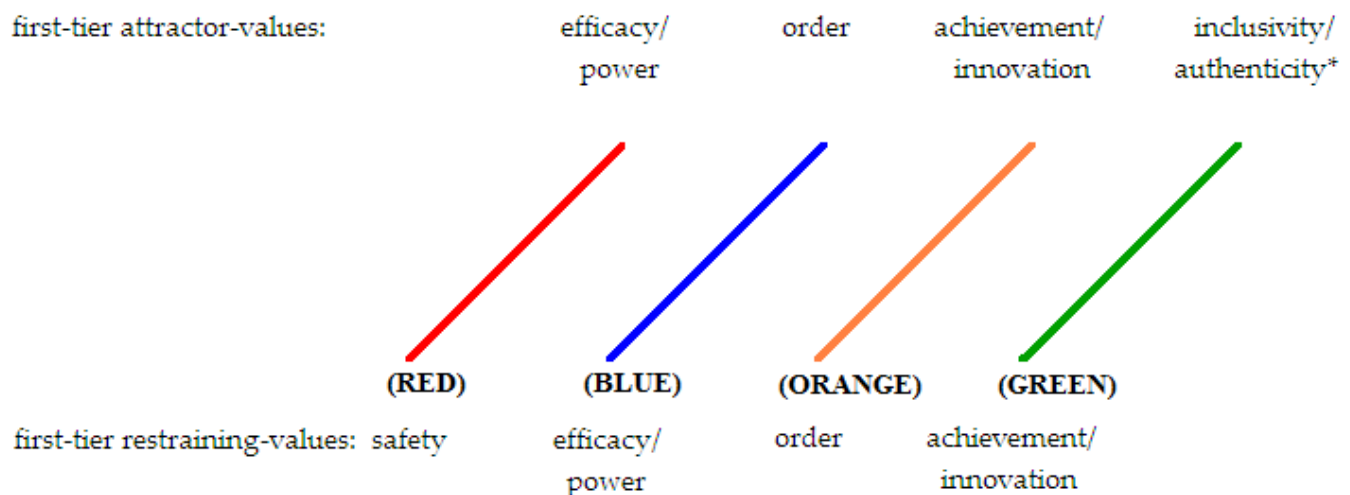 first-tier attractor-values: efficacy/ order achievement/ inclusivity/
power innovation authenticity*
(RED) (BLUE) (ORANGE) (GREEN)
first-tier restraining-values: safety efficacy/ order achievement/
power innovation